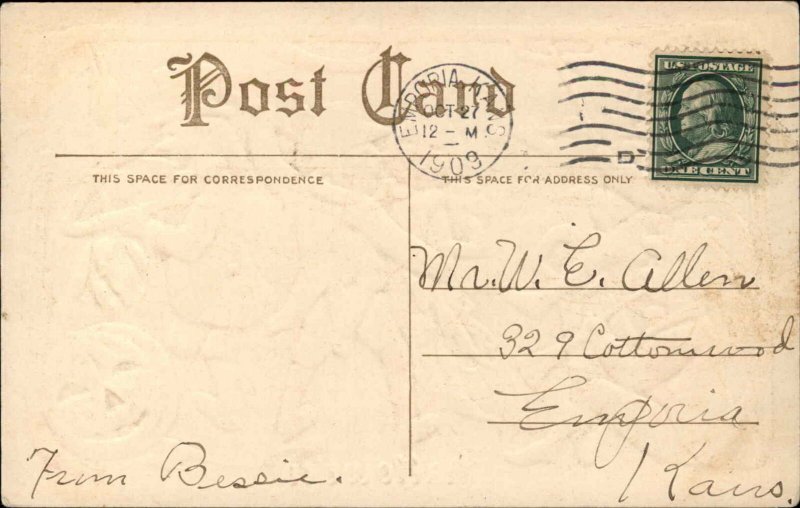 Post Card
EMPORIA, KANS.
OCT 27
12 - M
1909
U.S. POSTAGE
ONE CENT
D
THIS SPACE FOR CORRESPONDENCE
THIS SPACE FOR ADDRESS ONLY
Mr. W. E. Allen
329 Cottonwood
Emporia
Kans.
From Bessie.